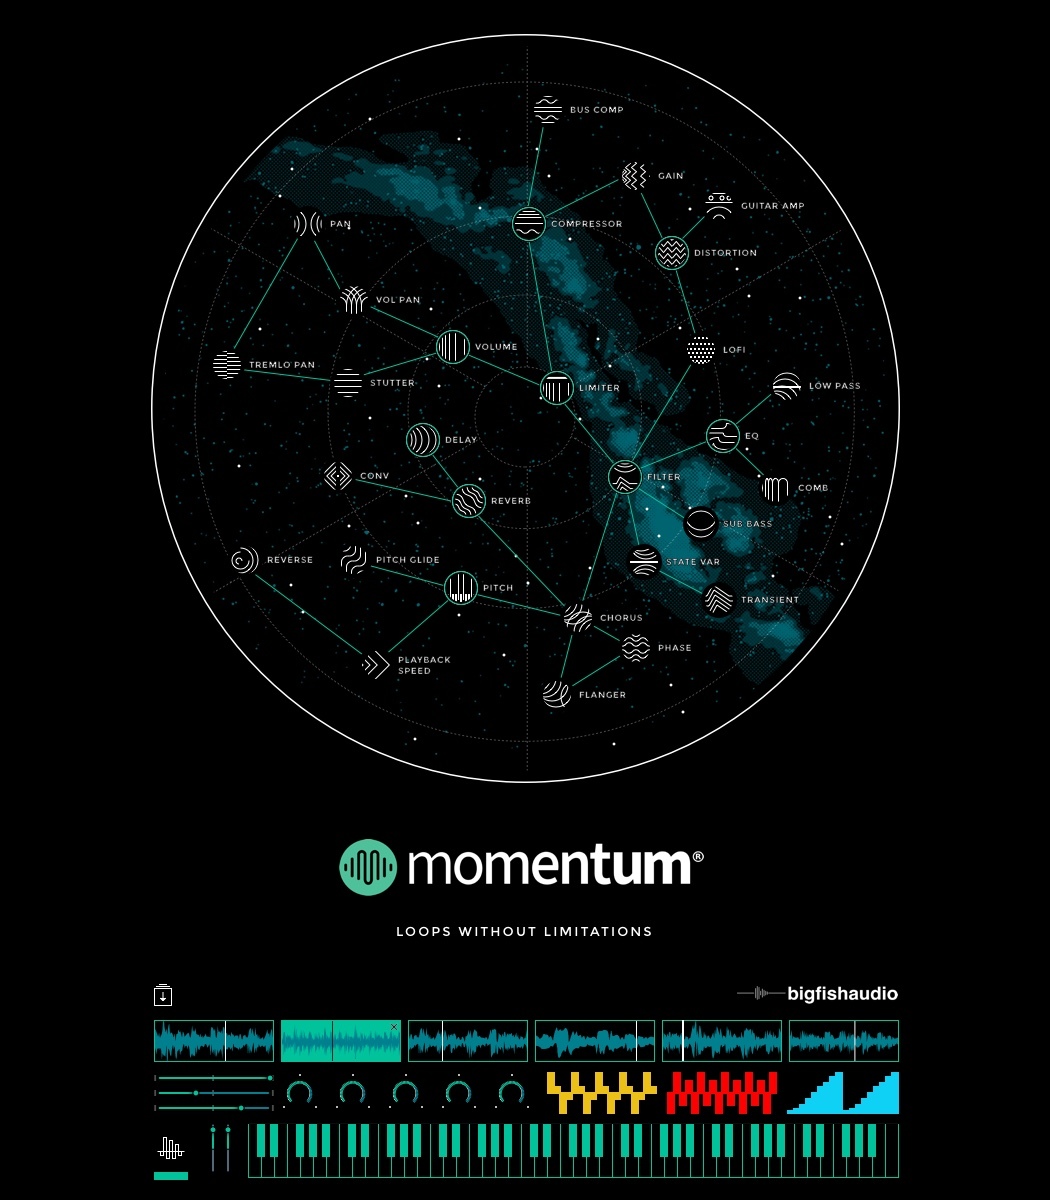 BUS COMP
GAIN
GUITAR AMP
PAN
COMPRESSOR
DISTORTION
VOL PAN
VOLUME
LOFI
TREMLO PAN
STUTTER
LIMITER
LOW PASS
DELAY
EQ
CONV
FILTER
COMB
REVERB
SUB BASS
REVERSE
PITCH GLIDE
STATE VAR
PITCH
TRANSIENT
CHORUS
PHASE
PLAYBACK
SPEED
FLANGER
momentum®
LOOPS WITHOUT LIMITATIONS
bigfishaudio